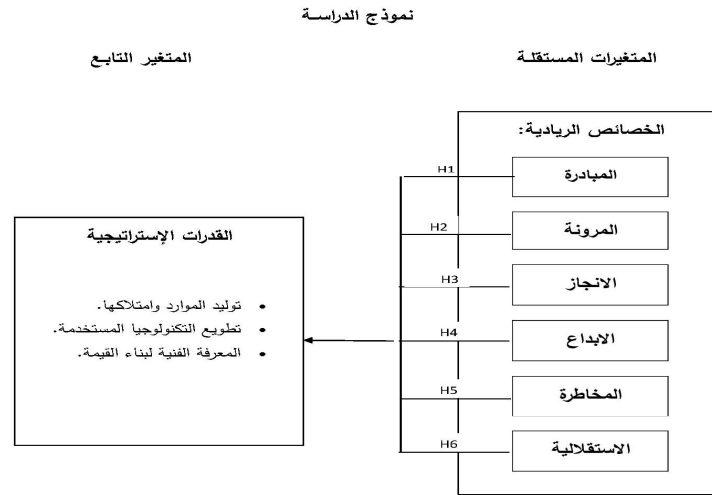 نموذج الدراسة
المتغيرات المستقلة
المتغير التابع
الخصائص الريادية:
H1
المبادرة
H2
المرونة
H3
الانجاز
H4
الابداع
H5
المخاطرة
H6
الاستقلالية
القدرات الإستراتيجية
• توليد الموارد وامتلاكها.
• تطويع التكنولوجيا المستخدمة.
• المعرفة الفنية لبناء القيمة.